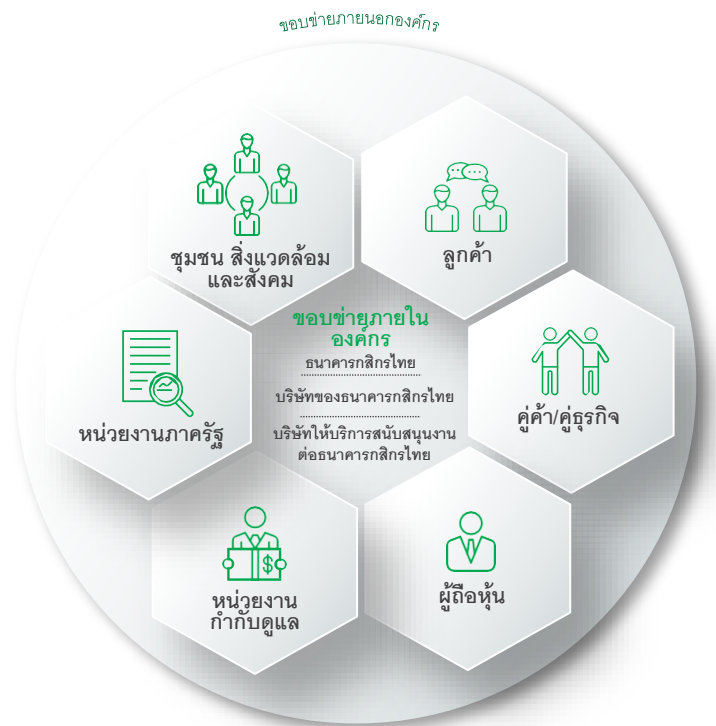 ขอบข่ายภายนอกองค์กร
ชุมชน สิ่งแวดล้อม
และสังคม
ลูกค้า
ขอบข่ายภายใน
องค์กร
ธนาคารกสิกรไทย
บริษัทของธนาคารกสิกรไทย
บริษัทให้บริการสนับสนุนงาน
ต่อธนาคารกสิกรไทย
หน่วยงานภาครัฐ
คู่ค้า/คู่ธุรกิจ
$
หน่วยงาน
กำกับดูแล
ผู้ถือหุ้น